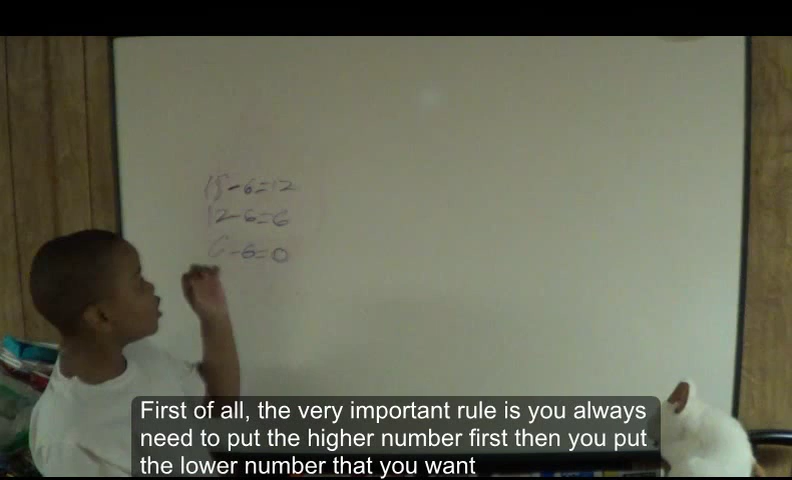 18-6=12
12-6=6
6-6=0
First of all, the very important rule is you always
need to put the higher number first then you put
the lower number that you want